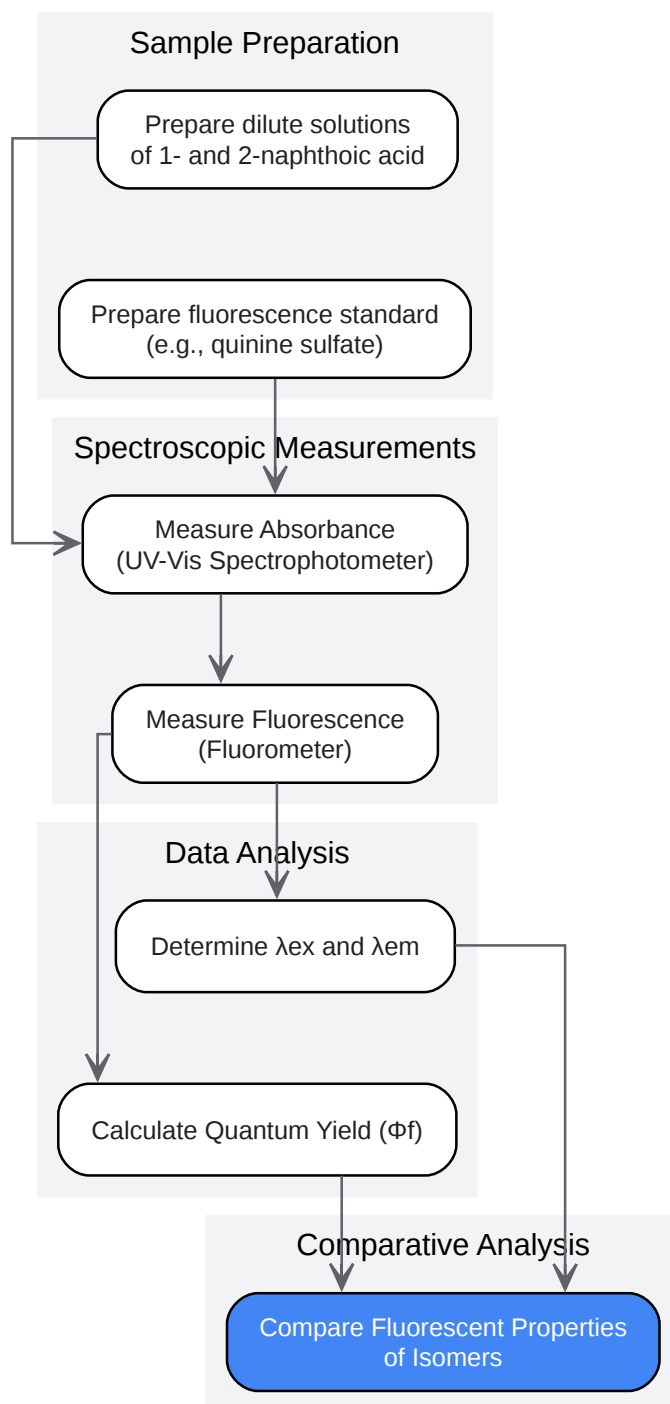 Sample Preparation
Prepare dilute solutions
of 1- and 2-naphthoic acid
Prepare fluorescence standard
(e.g., quinine sulfate)
Spectroscopic Measurements
Measure Absorbance
(UV-Vis Spectrophotometer)
Measure Fluorescence
(Fluorometer)
Data Analysis
Determine λex and λem
Calculate Quantum Yield (Φf)
Comparative Analysis
Compare Fluorescent Properties
of Isomers